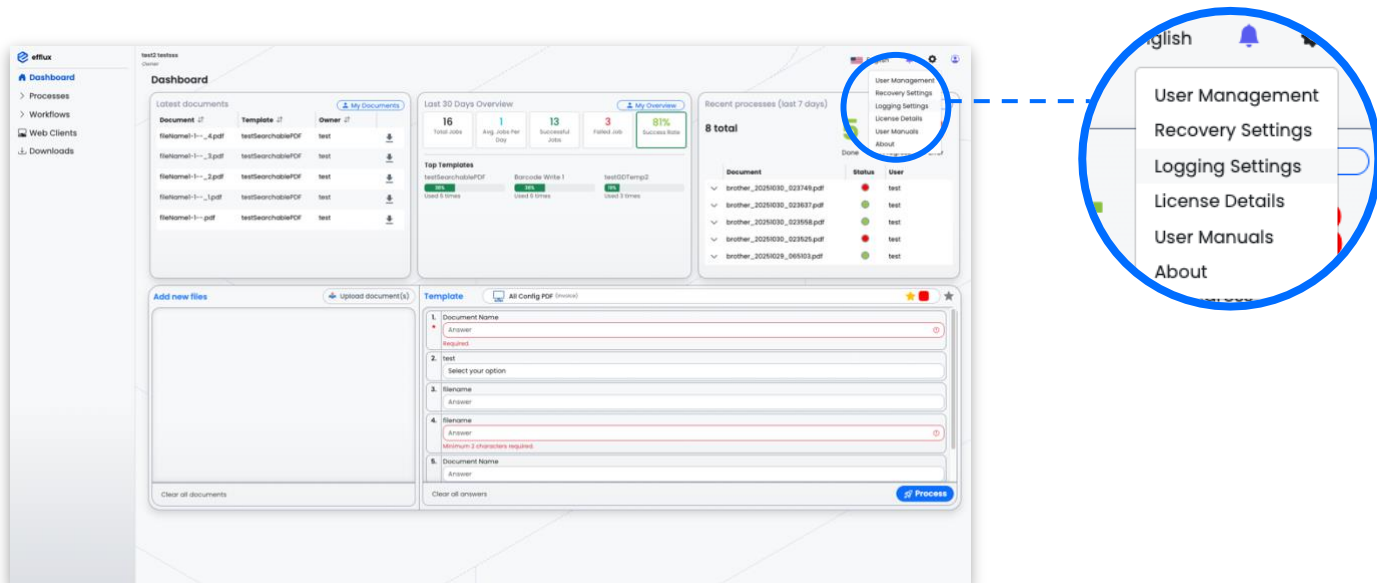 efflux
Dashboard
Processes
Workflows
Web Clients
Downloads
test2 testsss
Owner
English
Dashboard
Latest documents
My Documents
Document Template Owner
fileName1-1--_4.pdf testSearchablePDF test
fileName1-1--_3.pdf testSearchablePDF test
fileName1-1--_2.pdf testSearchablePDF test
fileName1-1--_1.pdf testSearchablePDF test
fileName1-1--.pdf testSearchablePDF test
Last 30 Days Overview
My Overview
16
Total Jobs
1
Avg. Jobs Per
Day
13
Successful
Jobs
3
Failed Job
81%
Success Rate
Top Templates
testSearchablePDF Barcode Write 1 testGDTemp2
Used 5 times Used 5 times Used 3 times
Recent processes (last 7 days)
8 total
5
Done
User Management
Recovery Settings
Logging Settings
License Details
User Manuals
About
Document Status User
brother_20251030_023749.pdf test
brother_20251030_023637.pdf test
brother_20251030_023558.pdf test
brother_20251030_023525.pdf test
brother_20251029_065103.pdf test
Add new files
Upload document(s)
Clear all documents
Template
All Config PDF (Invoice)
1. Document Name
* Answer
Required.
2. test
Select your option
3. filename
Answer
4. filename
Answer
Minimum 2 characters required.
5. Document Name
Answer
Clear all answers
Process
glish
User Management
Recovery Settings
Logging Settings
License Details
User Manuals
About